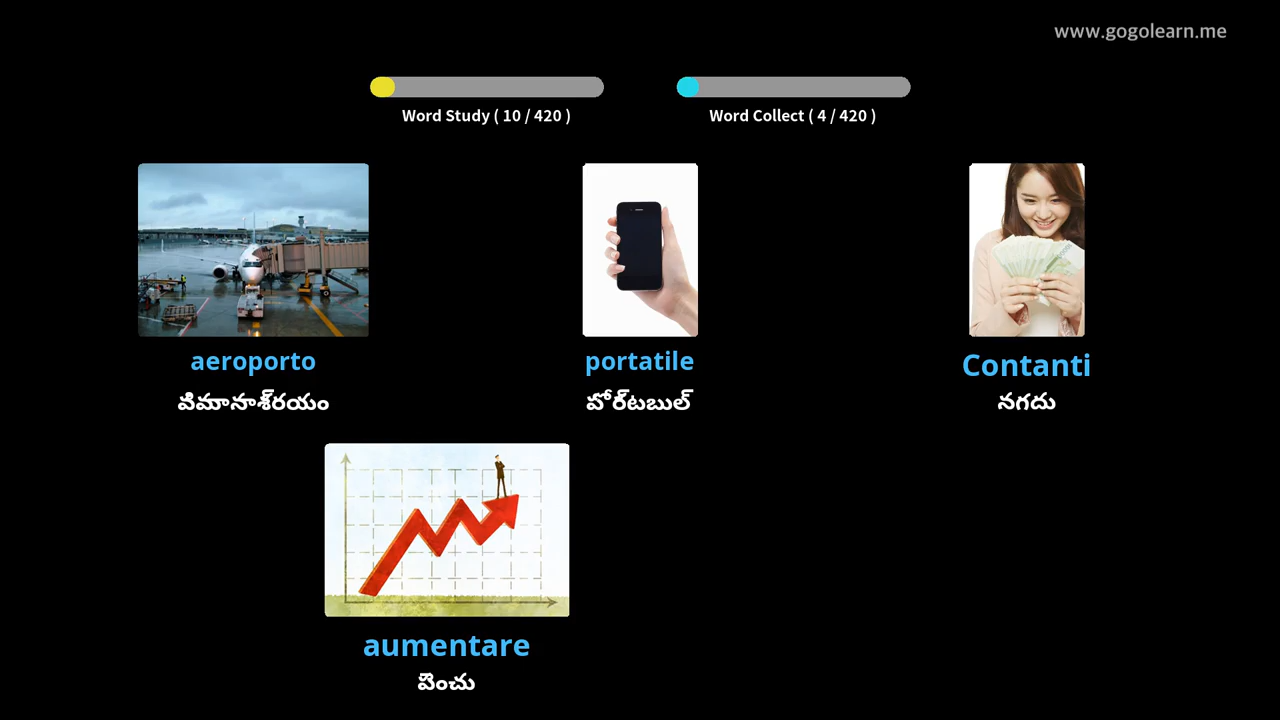 www.gogolearn.me
Word Study ( 10 / 420 )
Word Collect ( 4 / 420 )
aeroporto
portatile
Contanti
విమానాశ్రయం
పోర్టబుల్
నగదు
aumentare
పెంచు